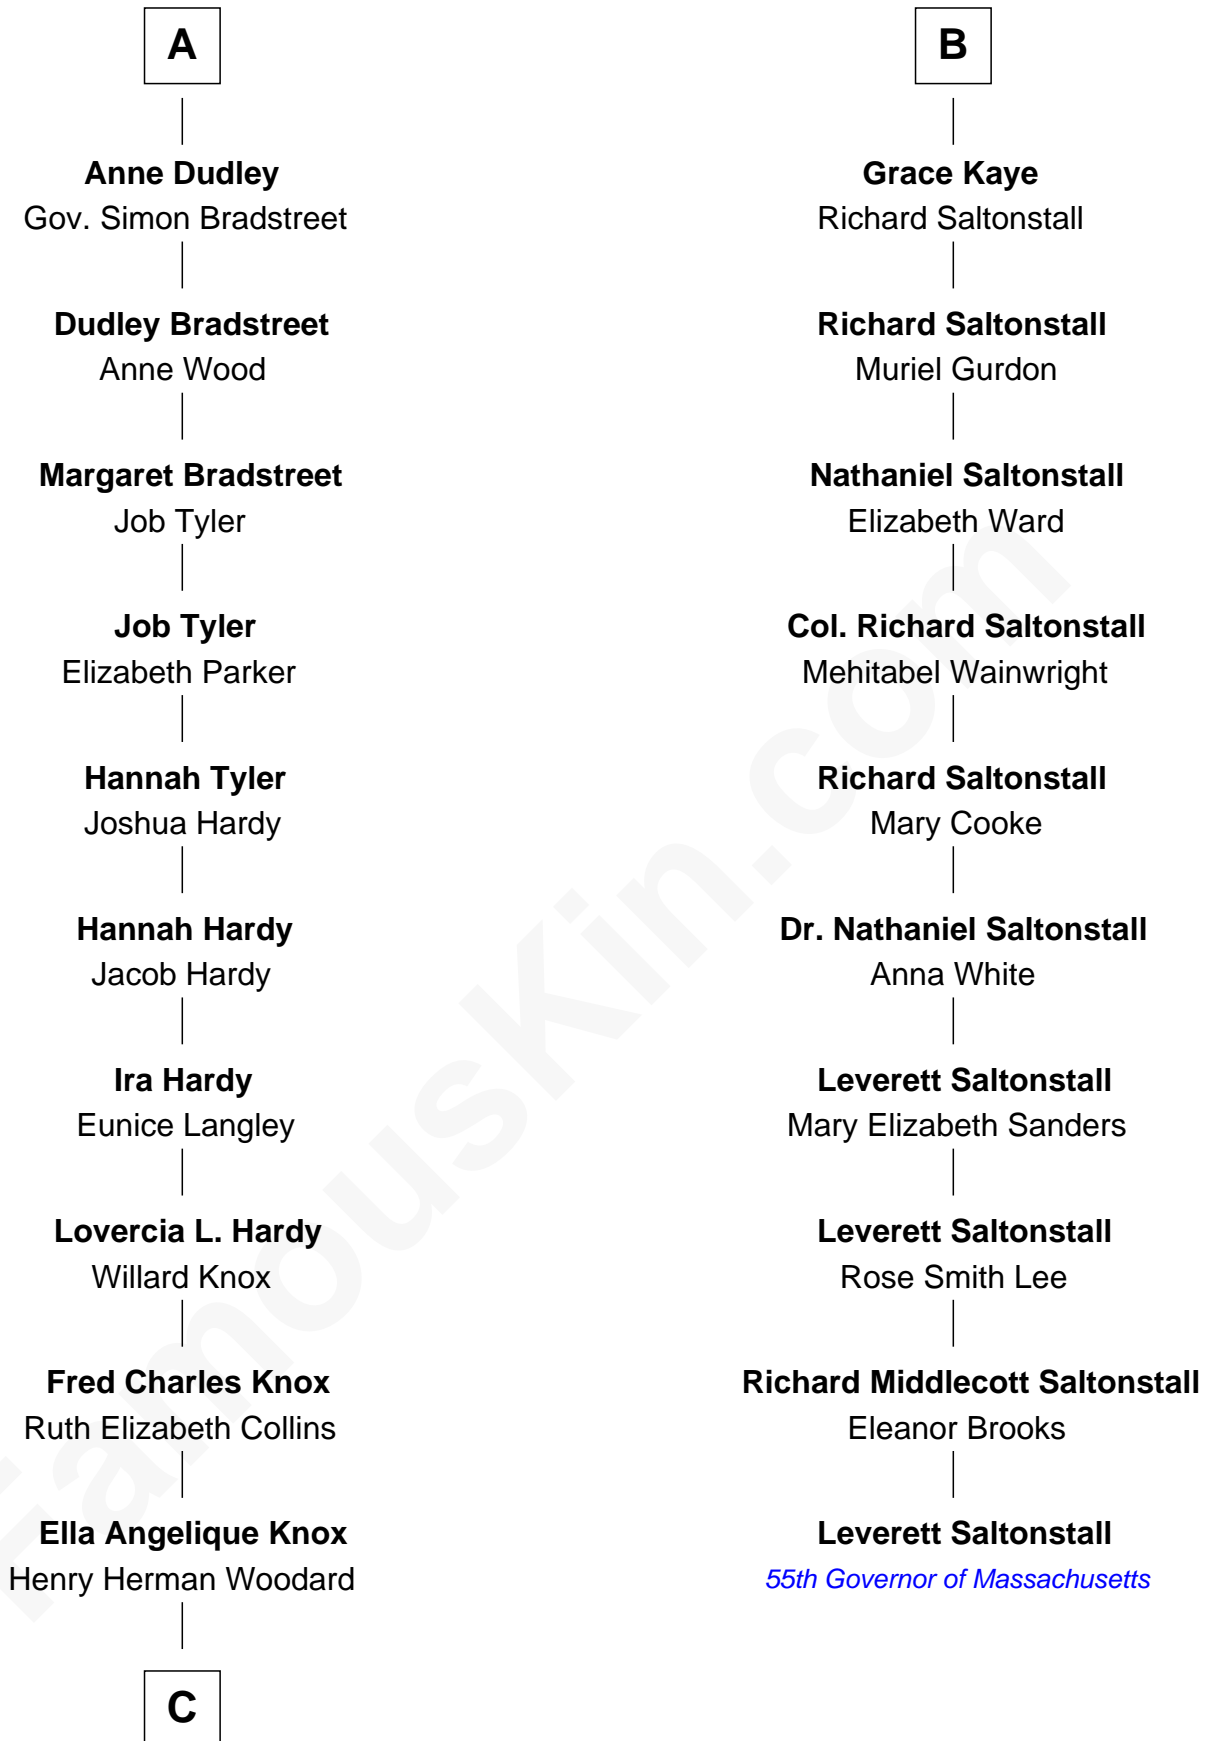 A
Anne Dudley
Gov. Simon Bradstreet
Dudley Bradstreet
Anne Wood
Margaret Bradstreet
Job Tyler
Job Tyler
Elizabeth Parker
Hannah Tyler
Joshua Hardy
Hannah Hardy
Jacob Hardy
Ira Hardy
Eunice Langley
Lovercia L. Hardy
Willard Knox
Fred Charles Knox
Ruth Elizabeth Collins
Ella Angelique Knox
Henry Herman Woodard
C
B
Grace Kaye
Richard Saltonstall
Richard Saltonstall
Muriel Gurdon
Nathaniel Saltonstall
Elizabeth Ward
Col. Richard Saltonstall
Mehitabel Wainwright
Richard Saltonstall
Mary Cooke
Dr. Nathaniel Saltonstall
Anna White
Leverett Saltonstall
Mary Elizabeth Sanders
Leverett Saltonstall
Rose Smith Lee
Richard Middlecott Saltonstall
Eleanor Brooks
Leverett Saltonstall
55th Governor of Massachusetts
FamousKin.com